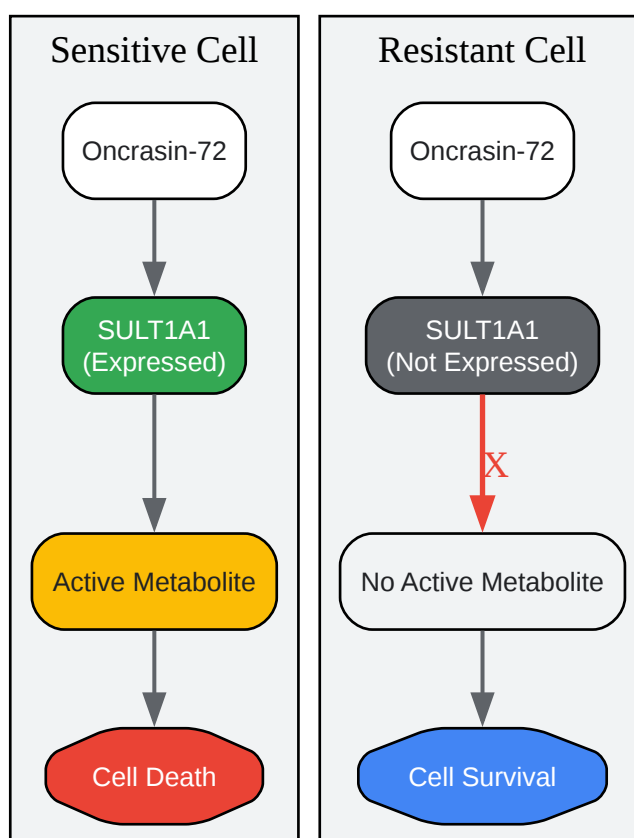 Sensitive Cell
Oncrasin-72
SULT1A1
(Expressed)
Active Metabolite
Cell Death
Resistant Cell
Oncrasin-72
SULT1A1
(Not Expressed)
X
No Active Metabolite
Cell Survival